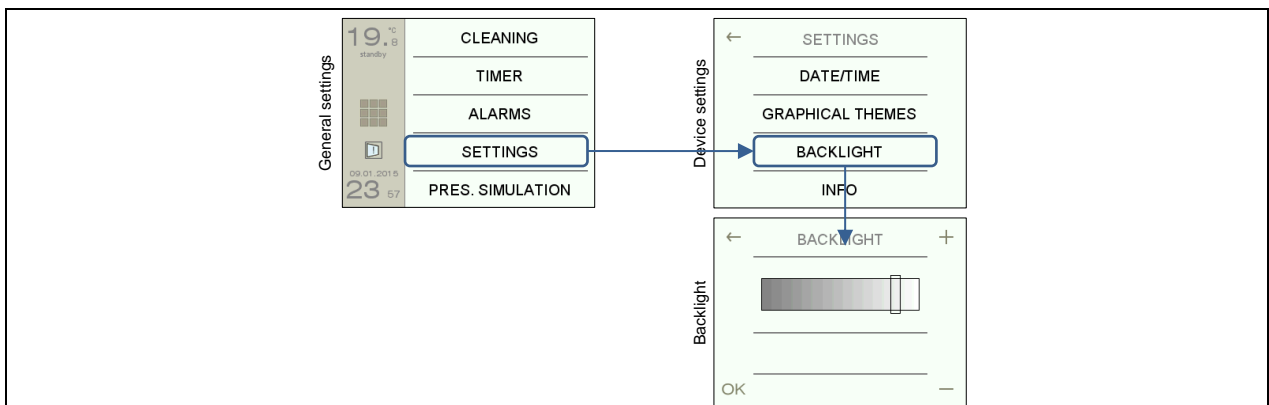 General settings
19.8 °C
standby
09.01.2015
23 57
CLEANING
TIMER
ALARMS
SETTINGS
PRES. SIMULATION
Device settings
← SETTINGS
DATE/TIME
GRAPHICAL THEMES
BACKLIGHT
INFO
Backlight
← BACKLIGHT +
OK −